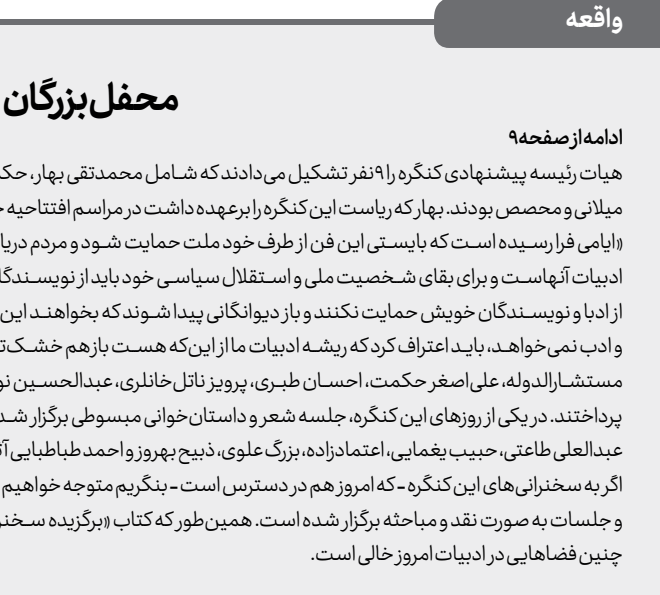 واقعه
محفل بزرگان
ادامه از صفحه ۹
هیات رئیسه پیشنهادی کنگره را ۹ نفر تشکیل می‌دادند که شامل محمدتقی بهار،
میلانی و محصص بودند. بهار که ریاست این کنگره را برعهده داشت در مراسم افتتاحیه
«ایامی فرا رسیده است که بایستی این فن از طرف خود ملت حمایت شود و مردم
ادبیات آنهاست و برای بقای شخصیت ملی و استقلال سیاسی خود باید از
از ادبا و نویسندگان خویش حمایت نکنند و باز دیوانگانی پیدا شوند که بخواهند این
و ادب نمی‌خواهد، باید اعتراف کرد که ریشه ادبیات ما از این‌که هست باز هم
مستشارالدوله، علی‌اصغر حکمت، احسان طبری، پرویز ناتل خانلری، عبدالحسین
پرداختند. در یکی از روزهای این کنگره، جلسه شعر و داستان‌خوانی مبسوطی برگزار
عبدالعلی طاعتی، حبیب یغمایی، اعتمادزاده، بزرگ علوی، ذبیح بهروز و احمد طباطبایی
اگر به سخنرانی‌های این کنگره - که امروز هم در دسترس است - بنگریم متوجه خواهیم
و جلسات به صورت نقد و مباحثه برگزار شده است. همین‌طور که کتاب «برگزیده
چنین فضاهایی در ادبیات امروز خالی است.